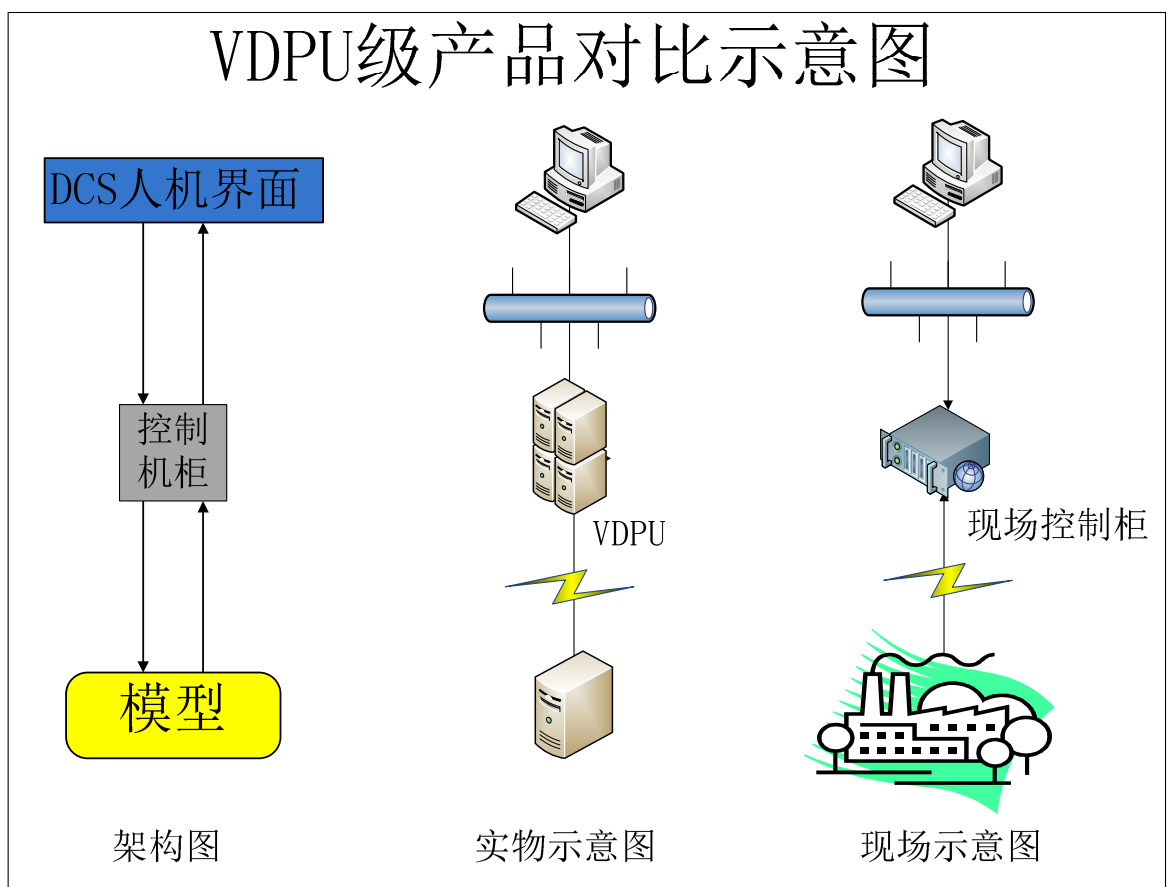 VDPU级产品对比示意图
DCS人机界面
控制
机柜
模型
架构图
VDPU
实物示意图
现场控制柜
现场示意图